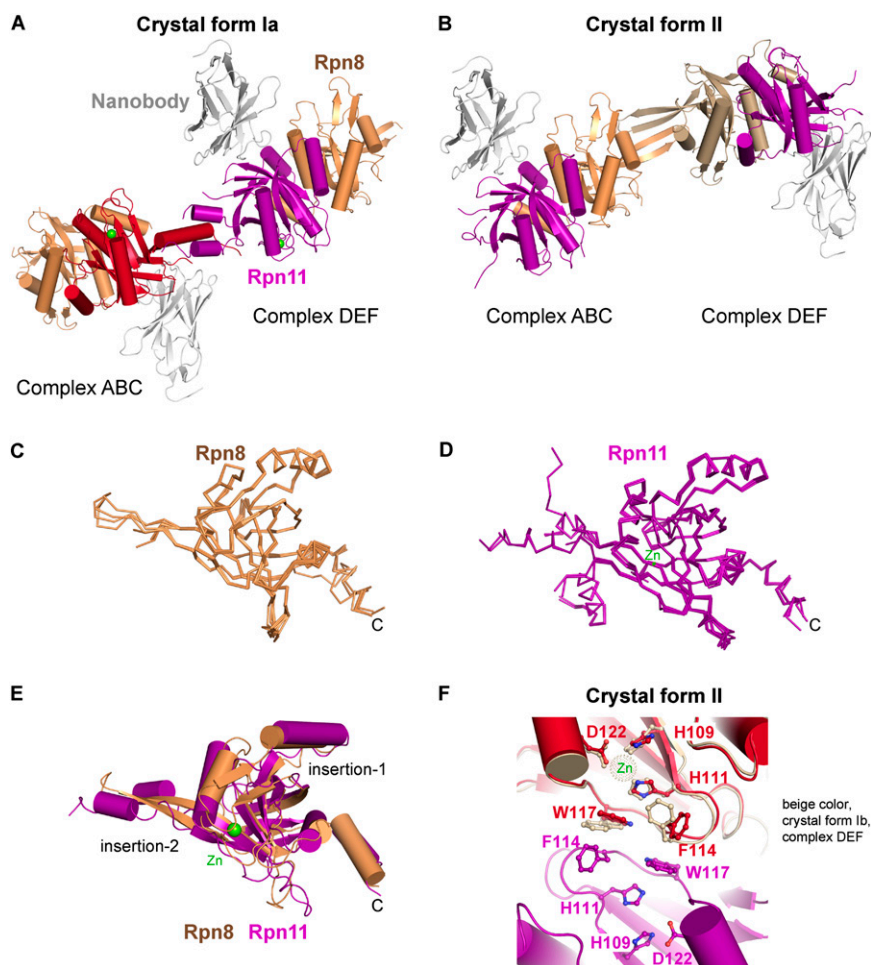 A
Crystal form Ia
Rpn8
Nanobody
Rpn11
Complex DEF
Complex ABC
B
Crystal form II
Complex ABC
Complex DEF
C
Rpn8
C
D
Rpn11
Zn
C
E
insertion-1
insertion-2
Zn
C
Rpn8 Rpn11
F
Crystal form II
D122
H109
Zn
H111
W117
F114
F114
W117
H111
H109
D122
beige color,
crystal form Ib,
complex DEF